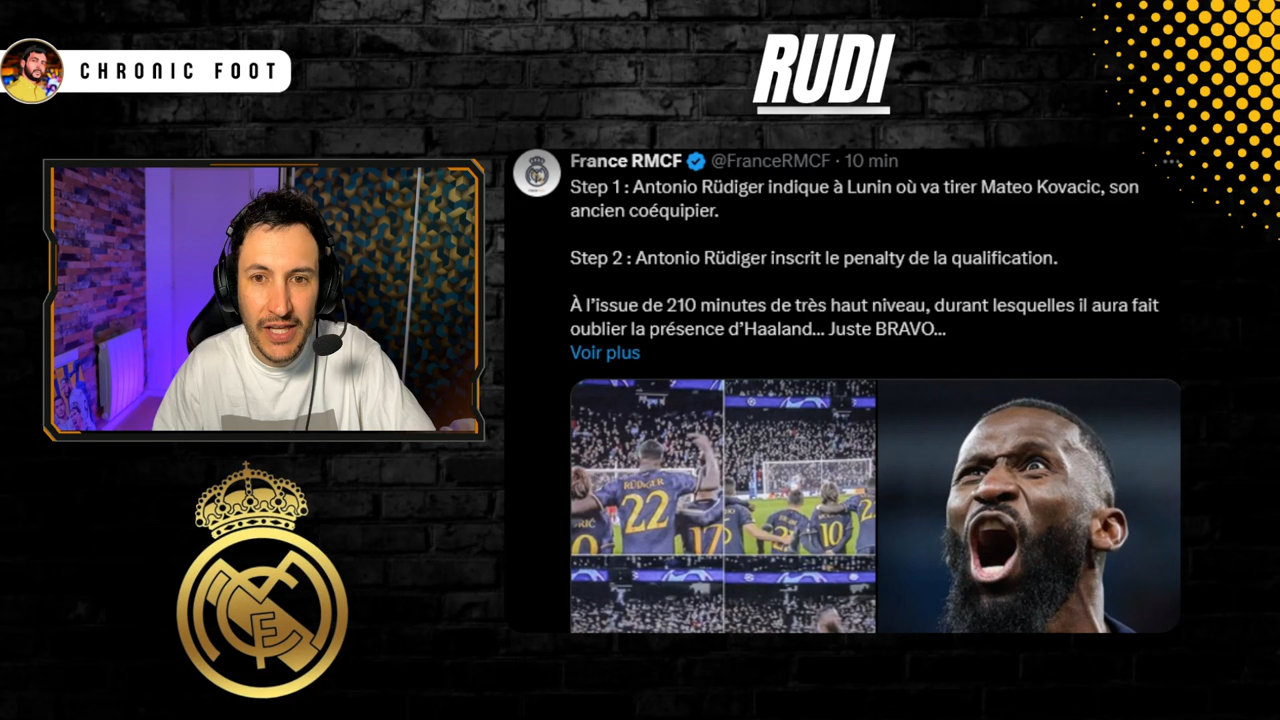 CHRONIC FOOT
RUDI
France RMCF @FranceRMCF · 10 min
Step 1 : Antonio Rüdiger indique à Lunin où va tirer Mateo Kovacic, son
ancien coéquipier.
Step 2 : Antonio Rüdiger inscrit le penalty de la qualification.
À l'issue de 210 minutes de très haut niveau, durant lesquelles il aura fait
oublier la présence d'Haaland... Juste BRAVO...
Voir plus
RÜDIGER
22
17
10